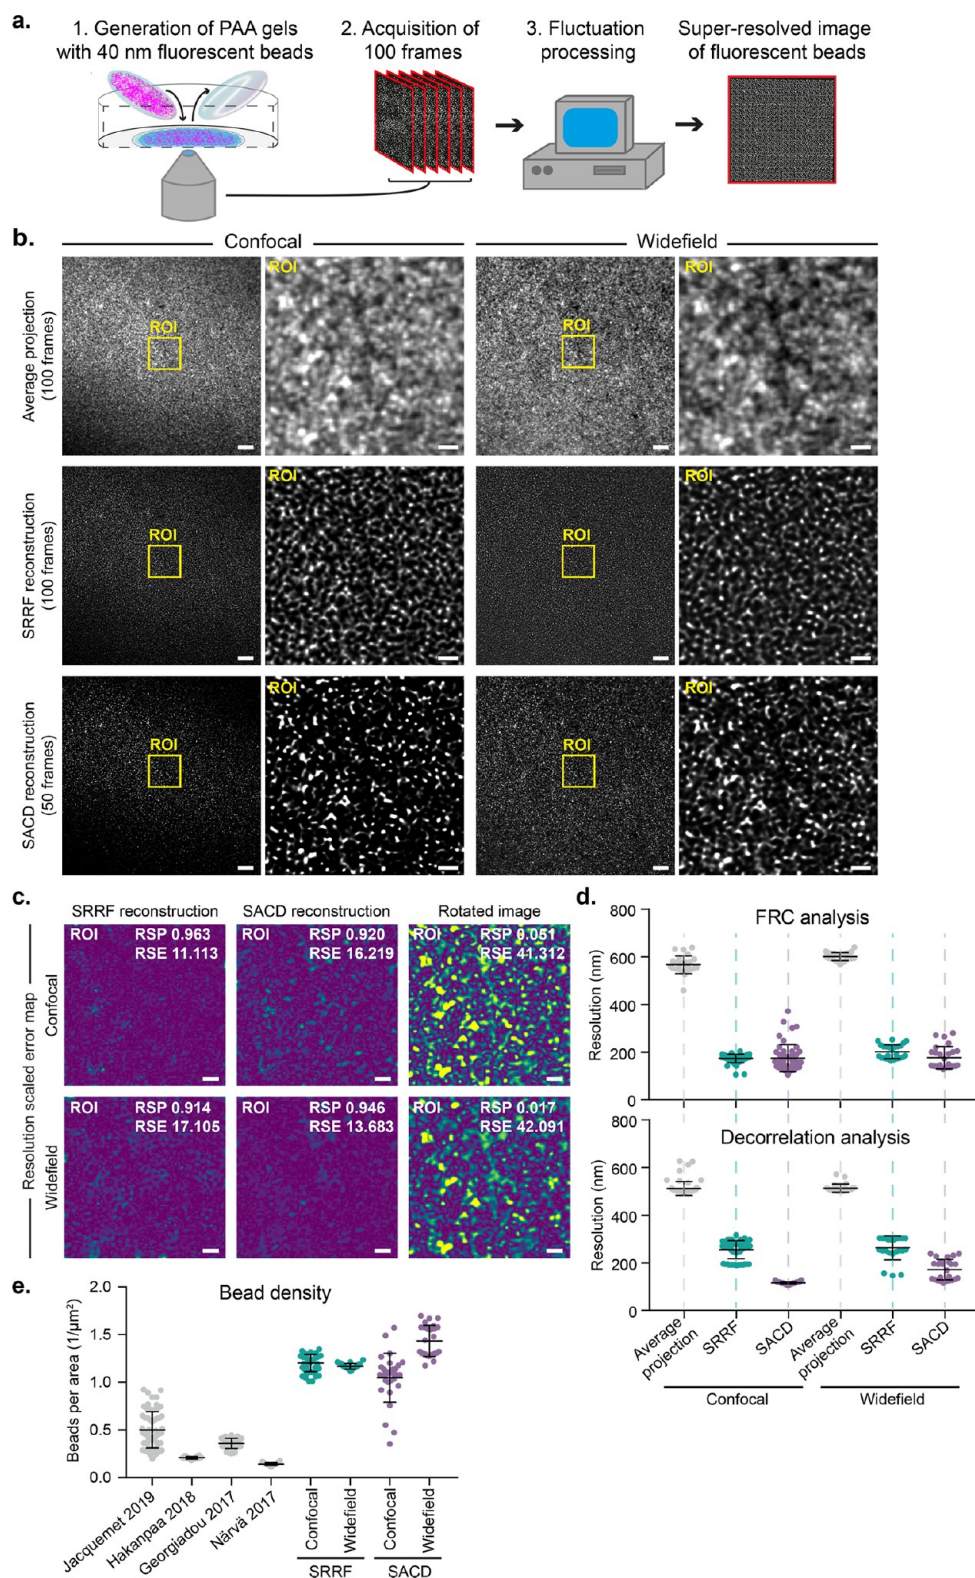 a.
1. Generation of PAA gels
with 40 nm fluorescent beads
2. Acquisition of
100 frames
3. Fluctuation
processing
Super-resolved image
of fluorescent beads
b.
Confocal
Widefield
Average projection
(100 frames)
ROI
ROI
ROI
ROI
SRRF reconstruction
(100 frames)
ROI
ROI
ROI
ROI
SACD reconstruction
(50 frames)
ROI
ROI
ROI
ROI
c.
SRRF reconstruction
SACD reconstruction
Rotated image
Resolution scaled error map
Confocal
ROI RSP 0.963
RSE 11.113
ROI RSP 0.920
RSE 16.219
ROI RSP 0.051
RSE 41.312
Widefield
ROI RSP 0.914
RSE 17.105
ROI RSP 0.946
RSE 13.683
ROI RSP 0.017
RSE 42.091
d.
FRC analysis
Resolution (nm)
800
600
400
200
0
Decorrelation analysis
Resolution (nm)
800
600
400
200
0
Average
projection
SRRF
SACD
Average
projection
SRRF
SACD
Confocal
Widefield
e.
Bead density
Beads per area (1/µm²)
2.0
1.5
1.0
0.5
0.0
Jacquemet 2019
Hakanpaa 2018
Georgiadou 2017
Närvä 2017
Confocal
Widefield
Confocal
Widefield
SRRF
SACD